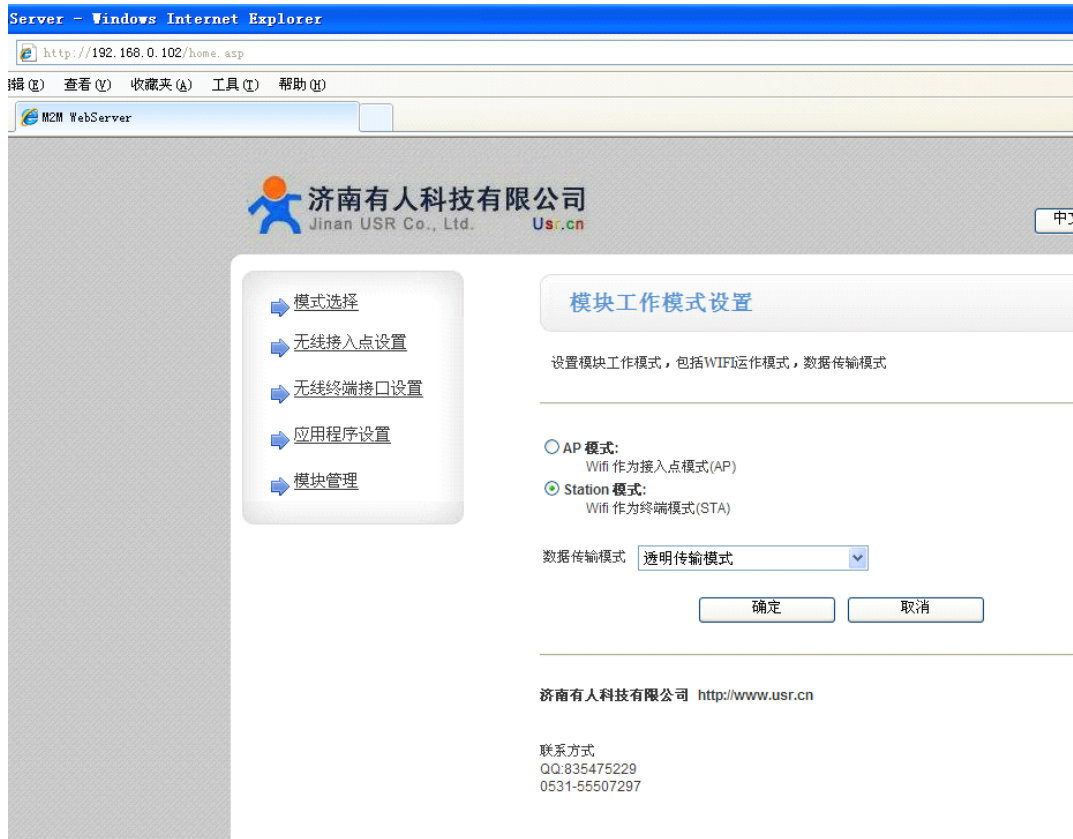 Server - Windows Internet Explorer
http://192.168.0.102/home.asp
辑(E) 查看(V) 收藏夹(A) 工具(T) 帮助(H)
M2M WebServer
济南有人科技有限公司
Jinan USR Co., Ltd. Usr.cn
中文
模式选择
无线接入点设置
无线终端接口设置
应用程序设置
模块管理
模块工作模式设置
设置模块工作模式，包括WIFI运作模式，数据传输模式
AP 模式:
Wifi 作为接入点模式(AP)
Station 模式:
Wifi 作为终端模式(STA)
数据传输模式 透明传输模式
确定 取消
济南有人科技有限公司 http://www.usr.cn
联系方式
QQ:835475229
0531-55507297